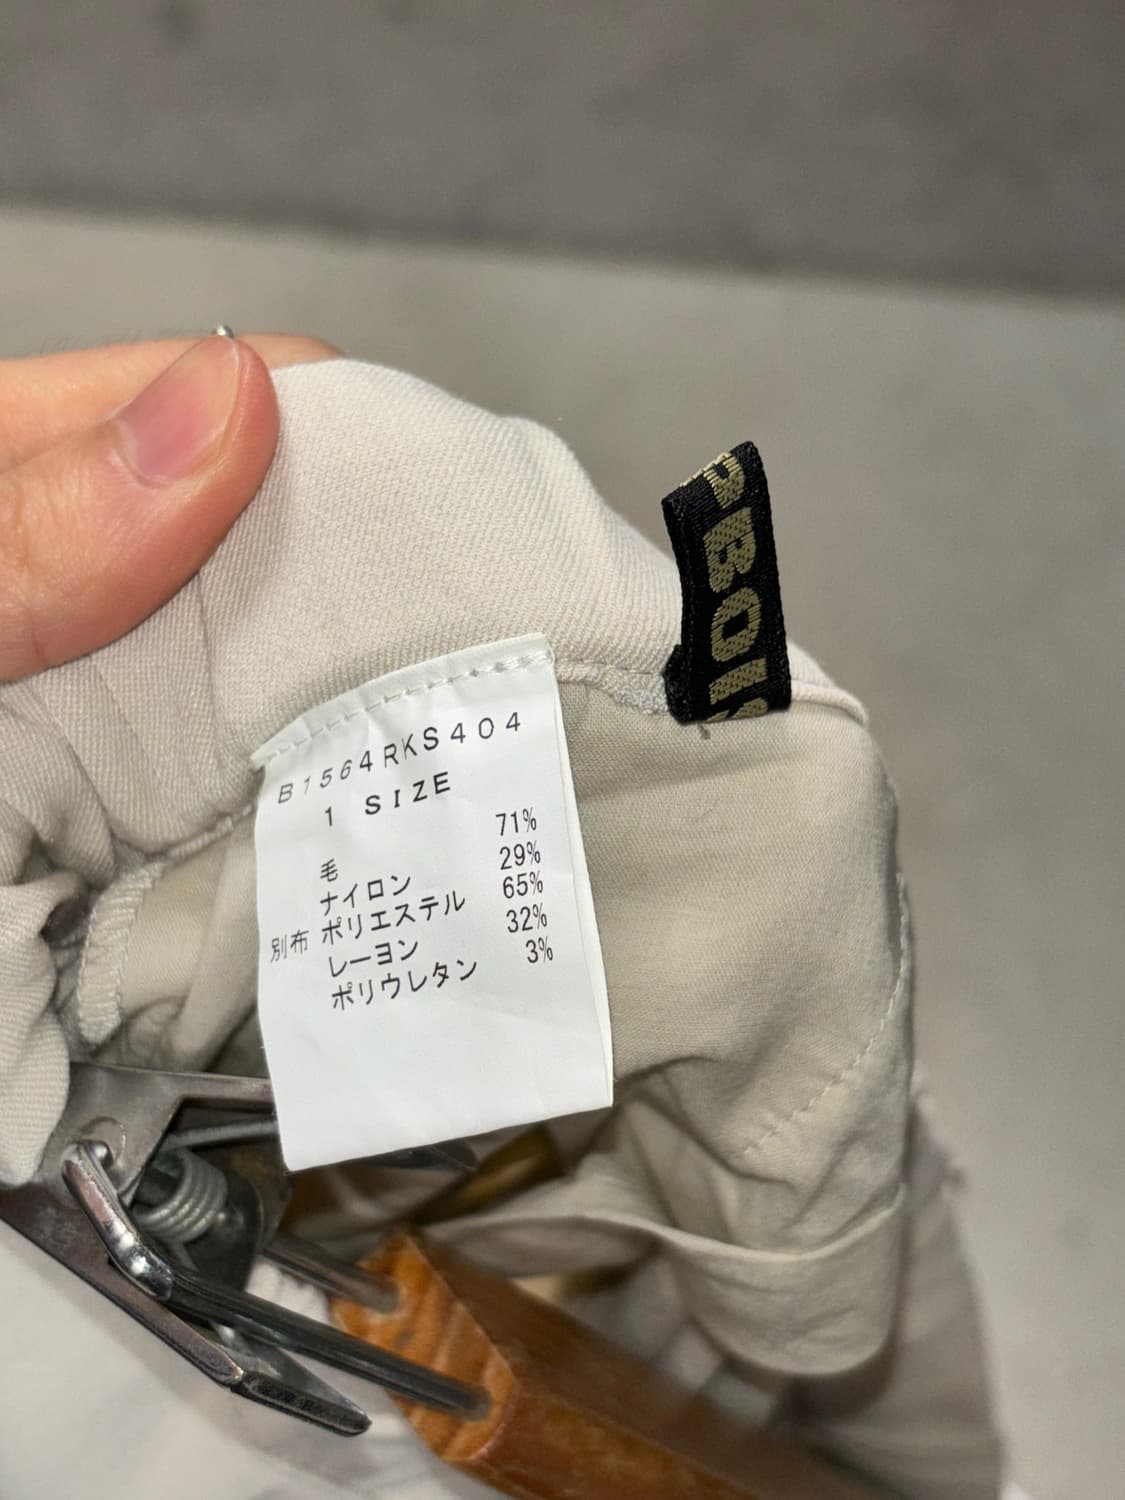 B1564RKS404
1 SIZE
毛 71%
ナイロン 29%
別布 ポリエステル 65%
レーヨン 32%
ポリウレタン 3%